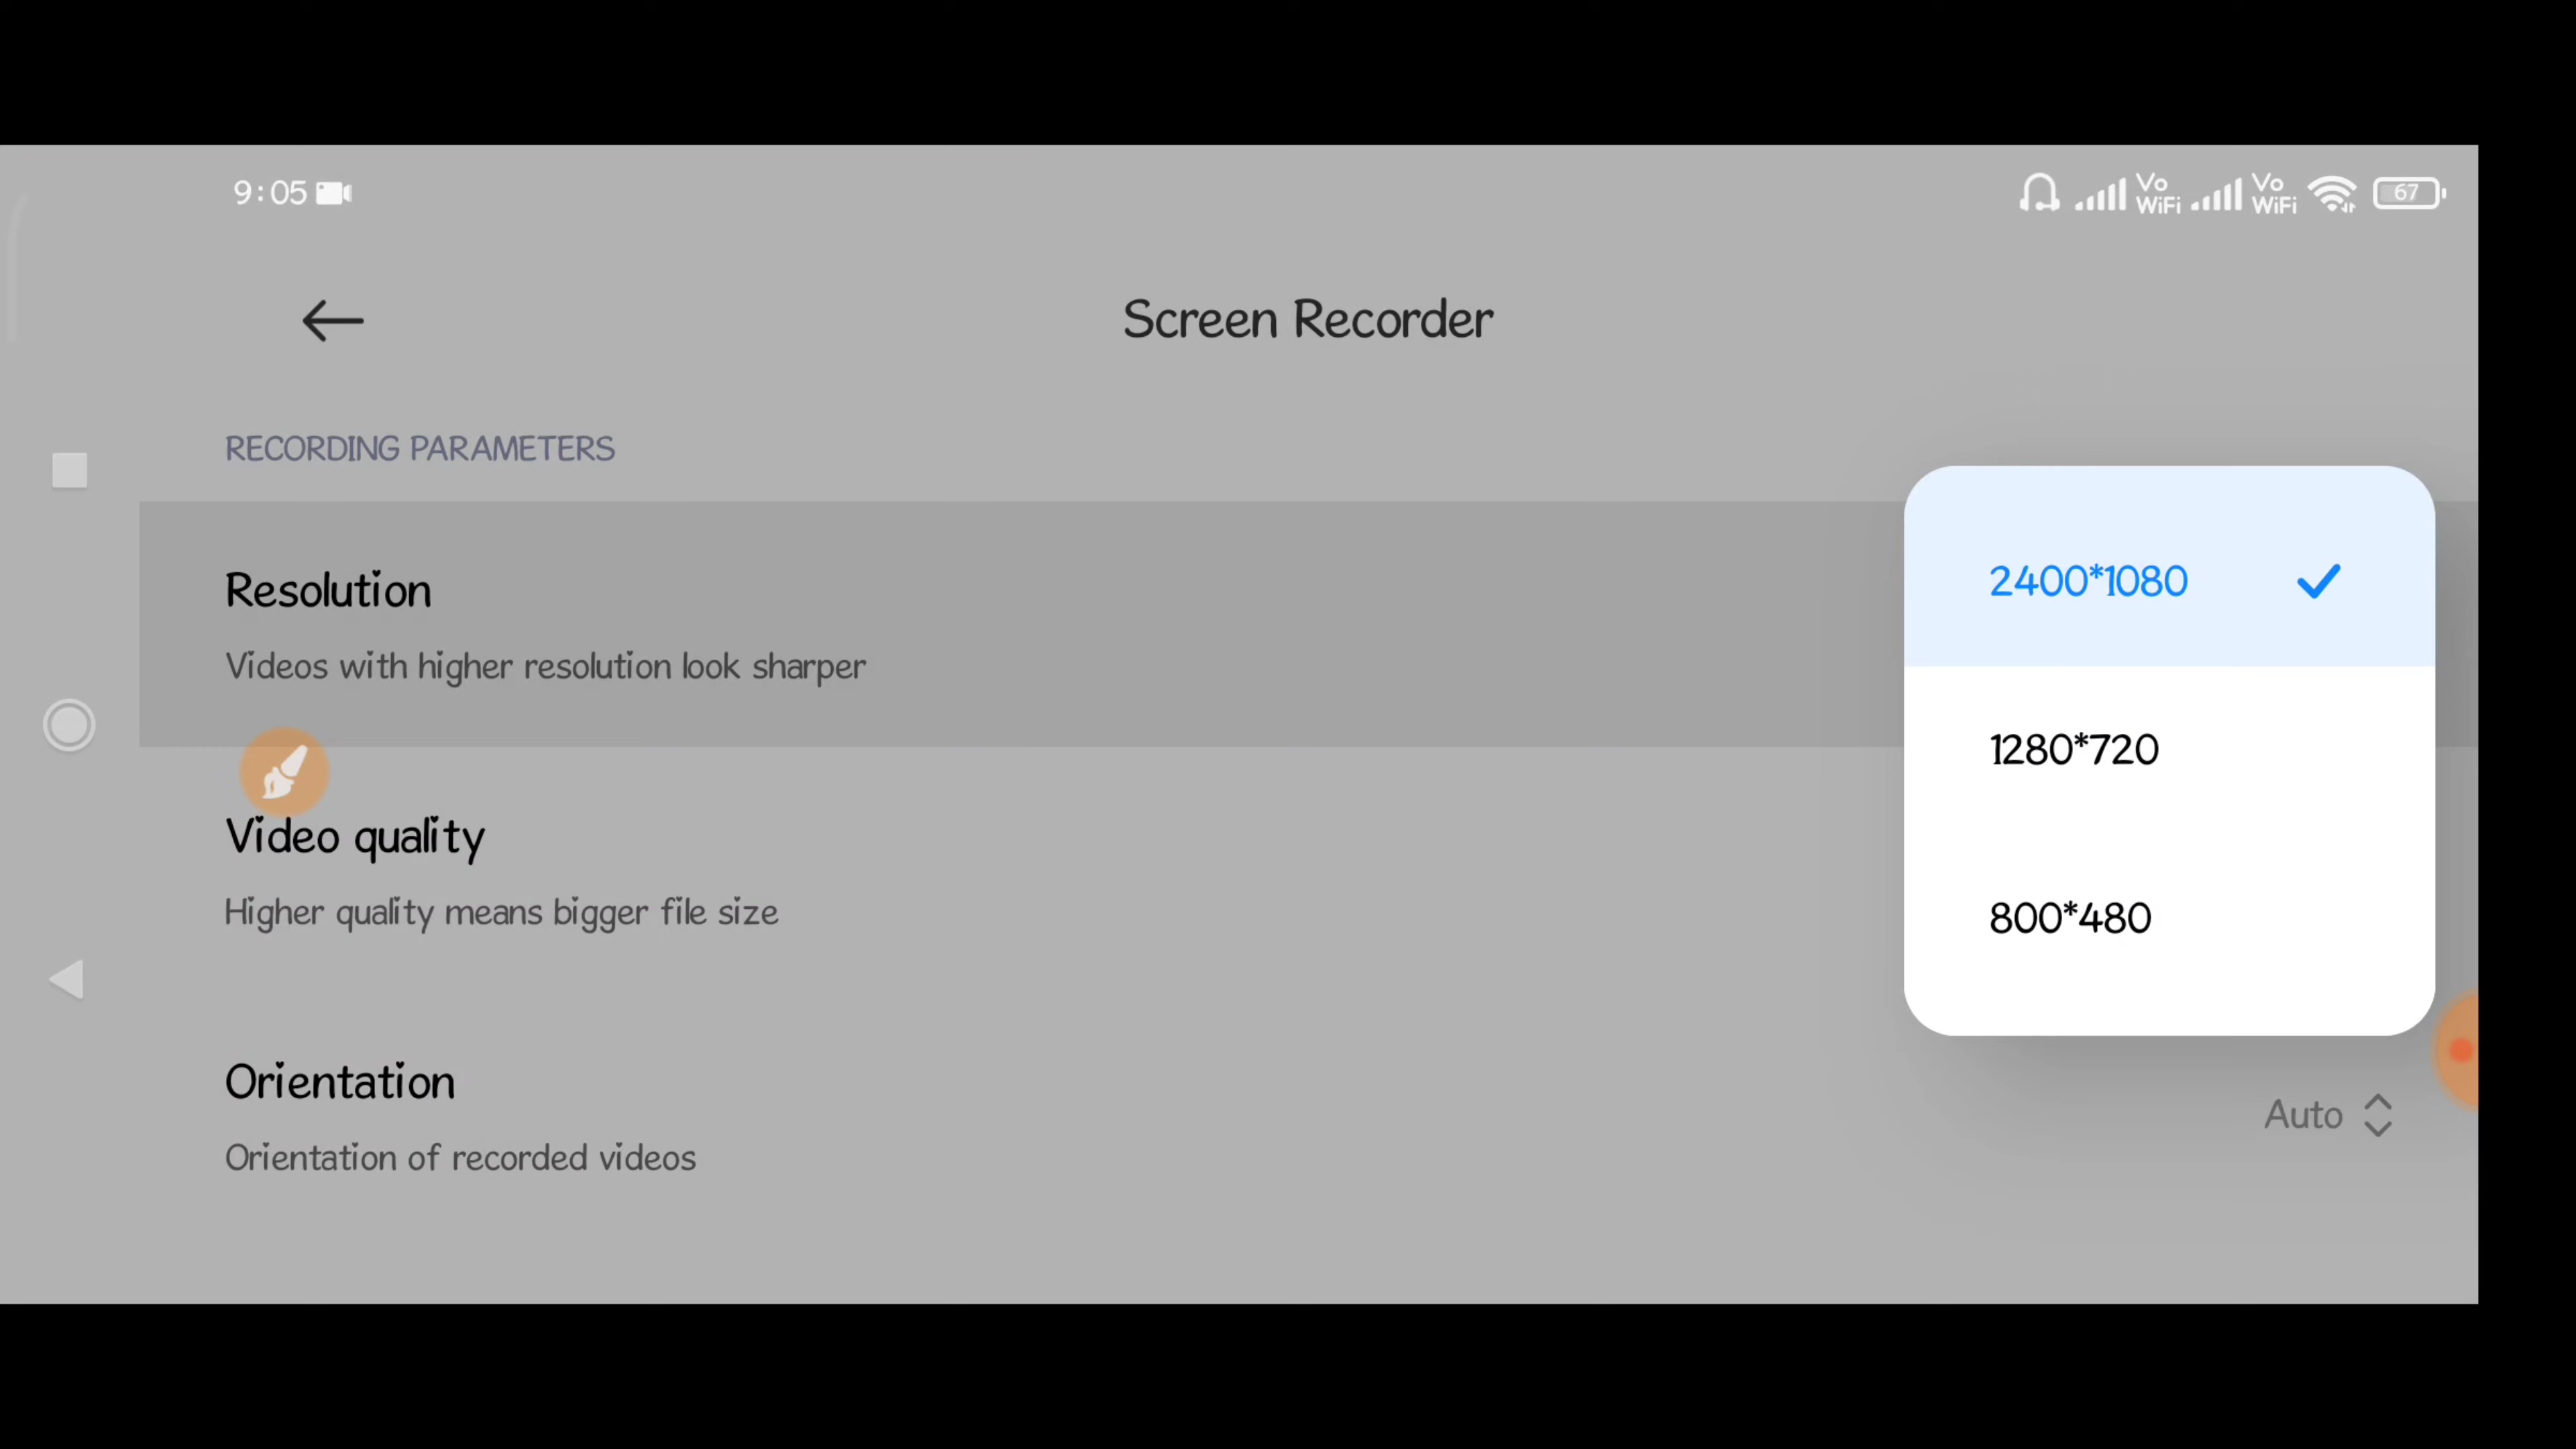 9:05
Vo WiFi Vo WiFi 67
Screen Recorder
RECORDING PARAMETERS
Resolution
Videos with higher resolution look sharper
2400*1080
1280*720
800*480
Video quality
Higher quality means bigger file size
Orientation
Orientation of recorded videos
Auto